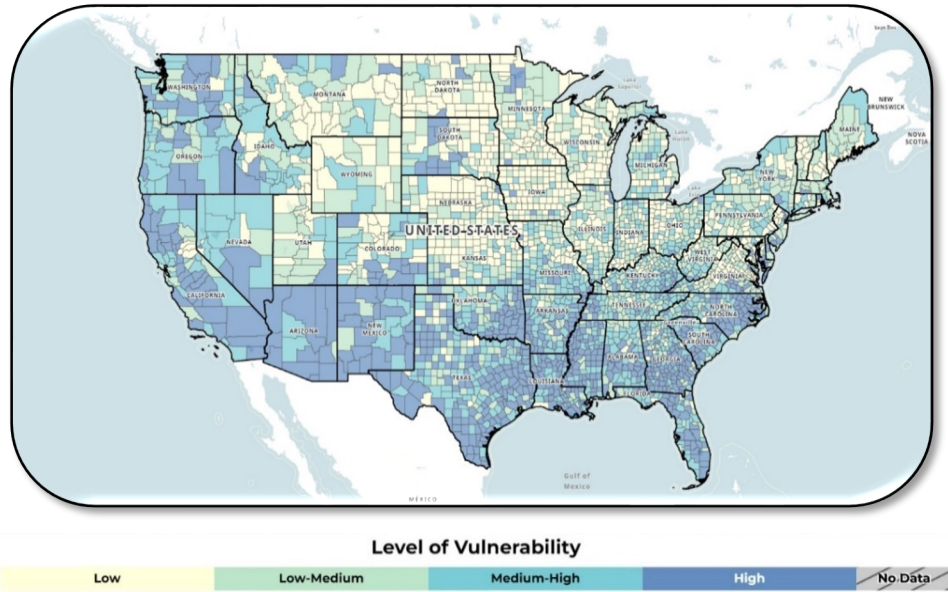 Lake
Superior
WASHINGTON
MONTANA
NORTH
DAKOTA
MINNESOTA
NEW
BRUNSWICK
MAINE
NOVA
SCOTIA
OREGON
IDAHO
SOUTH
DAKOTA
WISCONSIN
MICHIGAN
NEW
YORK
WYOMING
IOWA
NEBRASKA
PENNSYLVANIA
UNITED STATES
ILLINOIS
INDIANA
OHIO
NEVADA
UTAH
COLORADO
KANSAS
MISSOURI
WEST
VIRGINIA
VIRGINIA
KENTUCKY
CALIFORNIA
OKLAHOMA
TENNESSEE
NORTH
CAROLINA
ARIZONA
NEW
MEXICO
ARKANSAS
SOUTH
CAROLINA
ALABAMA
GEORGIA
TEXAS
LOUISIANA
FLORIDA
Gulf of
Mexico
MÉXICO
Level of Vulnerability
Low
Low-Medium
Medium-High
High
No Data